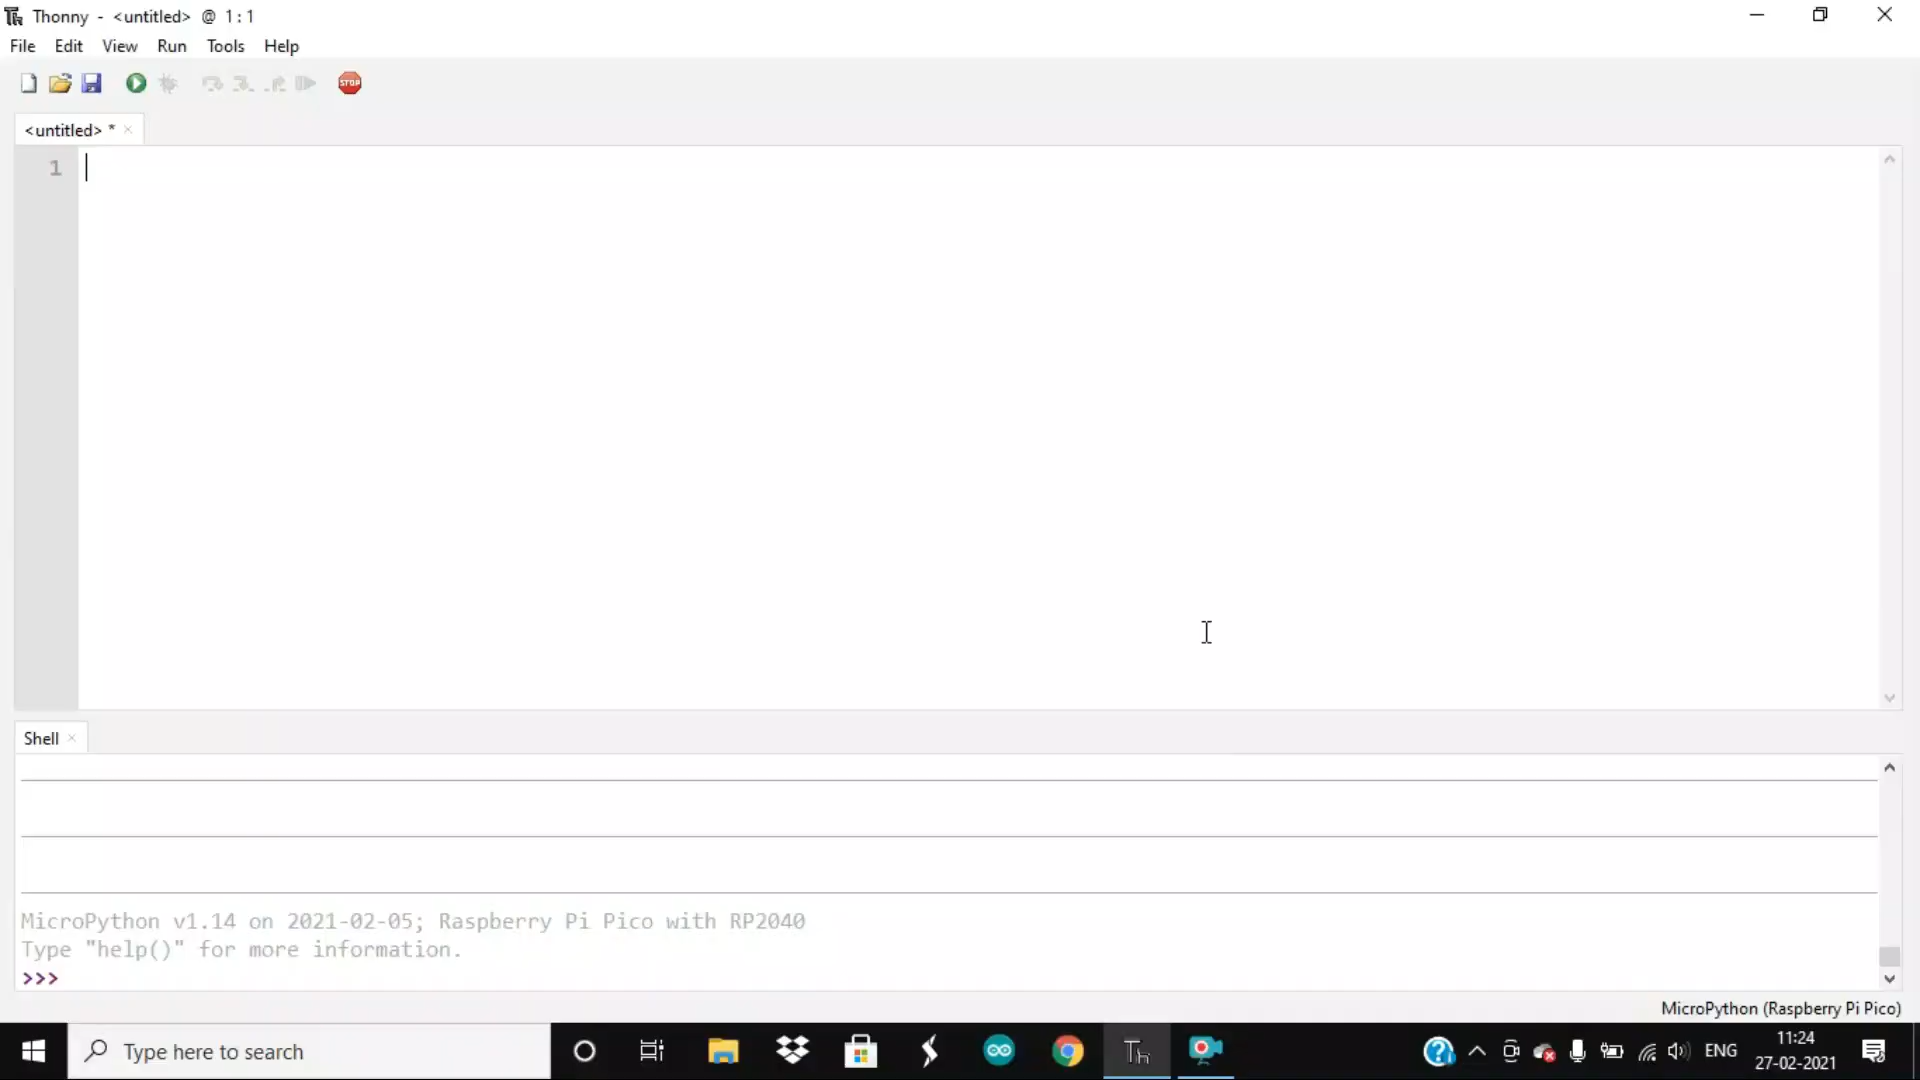 Thonny - <untitled> @ 1:1
File Edit View Run Tools Help
STOP
<untitled> *
1
Shell
MicroPython v1.14 on 2021-02-05; Raspberry Pi Pico with RP2040
Type "help()" for more information.
>>>
MicroPython (Raspberry Pi Pico)
Type here to search
Th
ENG
11:24
27-02-2021